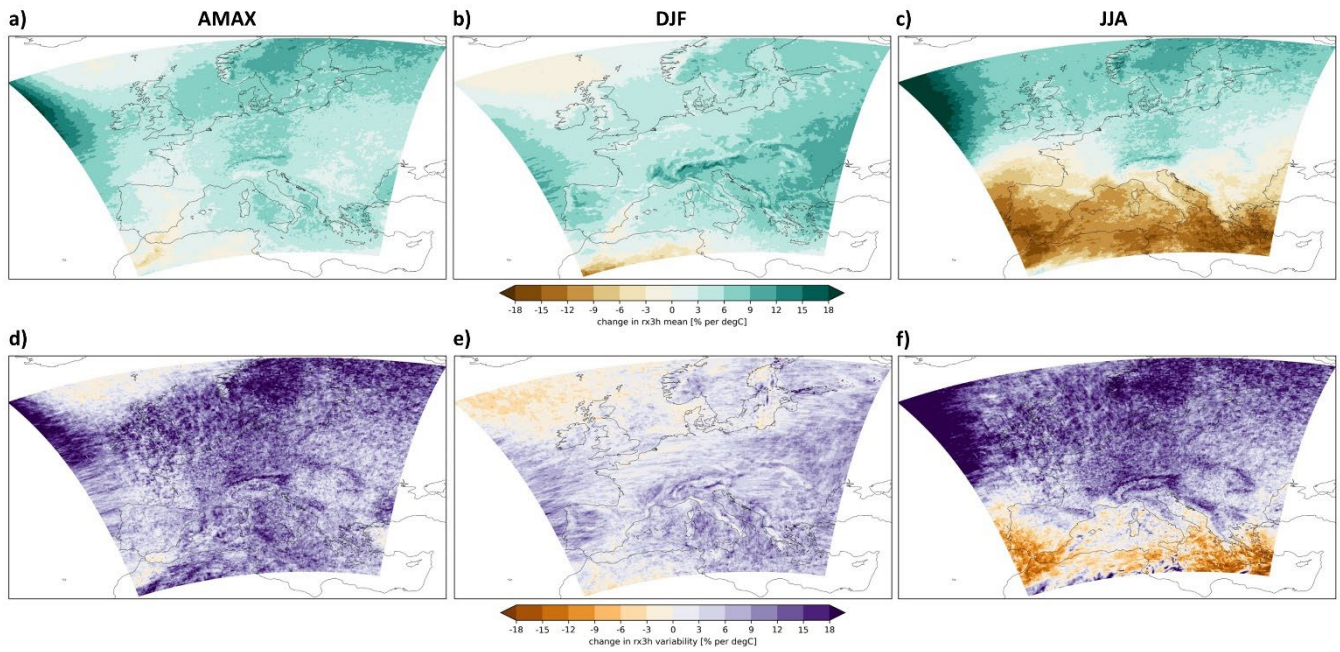 a) AMAX
b) DJF
c) JJA
-18 -15 -12 -9 -6 -3 0 3 6 9 12 15 18
change in rx3h mean [% per degC]
d)
e)
f)
-18 -15 -12 -9 -6 -3 0 3 6 9 12 15 18
change in rx3h variability [% per degC]